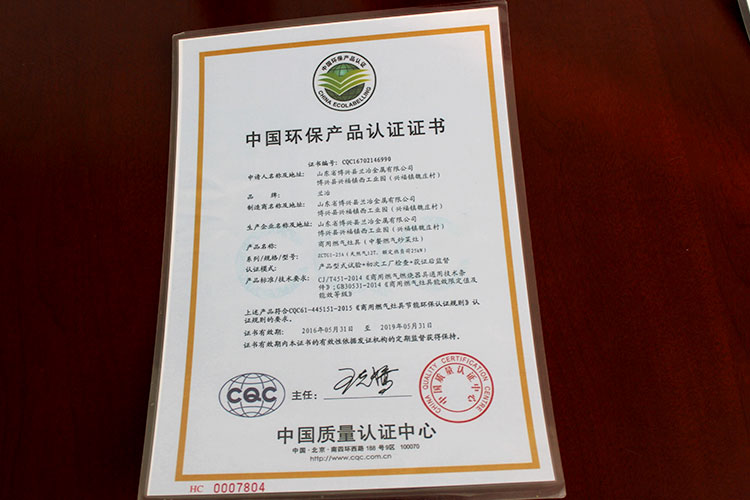 中国环保产品认证
CHINA ECOLABELLING
中国环保产品认证证书
证书编号: CQC16702146990
申请人名称及地址: 山东省博兴县兰冶金属有限公司
博兴县兴福镇西工业园(兴福镇魏庄村)
品 牌: 兰冶
制造商名称及地址: 山东省博兴县兰冶金属有限公司
博兴县兴福镇西工业园(兴福镇魏庄村)
生产企业名称及地址: 山东省博兴县兰冶金属有限公司
博兴县兴福镇西工业园(兴福镇魏庄村)
产品名称: 商用燃气灶具(中餐燃气炒菜灶)
系列/规格/型号:
认证模式: 产品型式试验+初次工厂检查+获证后监督
产品标准/技术要求: CJ/T451-2014《商用燃气燃烧器具通用技术条
件》;GB30531-2014《商用燃气灶具能效限定值及
能效等级》
上述产品符合CQC61-445151-2015《商用燃气灶具节能环保认证规则》认
证规则的要求。
证书有效期: 2016年05月31日 至 2019年05月31日
证书有效期内本证书的有效性依据发证机构的定期监督获得保持。
CQC
主任:
CHINA QUALITY CERTIFICATION CENTRE
中国质量认证中心
中国质量认证中心
中国·北京·南四环西路 188 号9区 100070
http://www.cqc.com.cn
HC 0007804